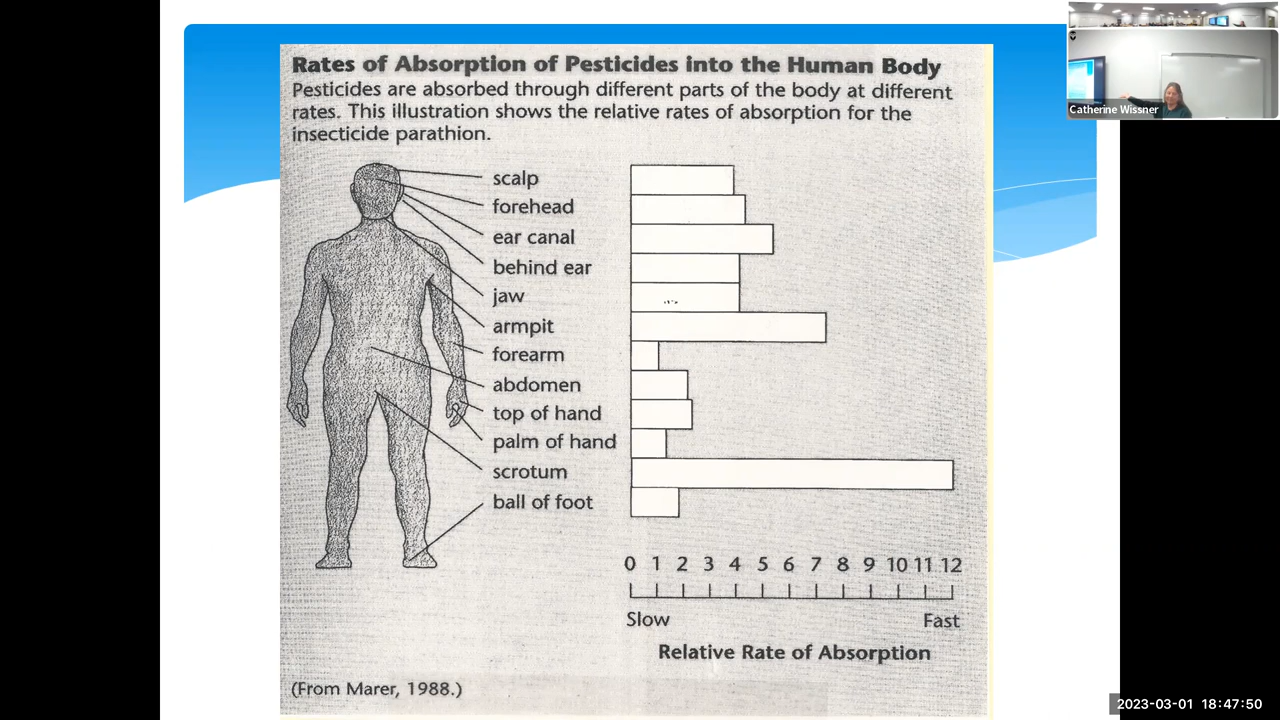 Rates of Absorption of Pesticides into the Human Body
Pesticides are absorbed through different parts of the body at different
rates. This illustration shows the relative rates of absorption for the
insecticide parathion.
scalp
forehead
ear canal
behind ear
jaw
armpit
forearm
abdomen
top of hand
palm of hand
scrotum
ball of foot
0 1 2 3 4 5 6 7 8 9 10 11 12
Slow Fast
Relative Rate of Absorption
(From Marer, 1988.)
Catherine Wissner
2023-03-01 18:47:50